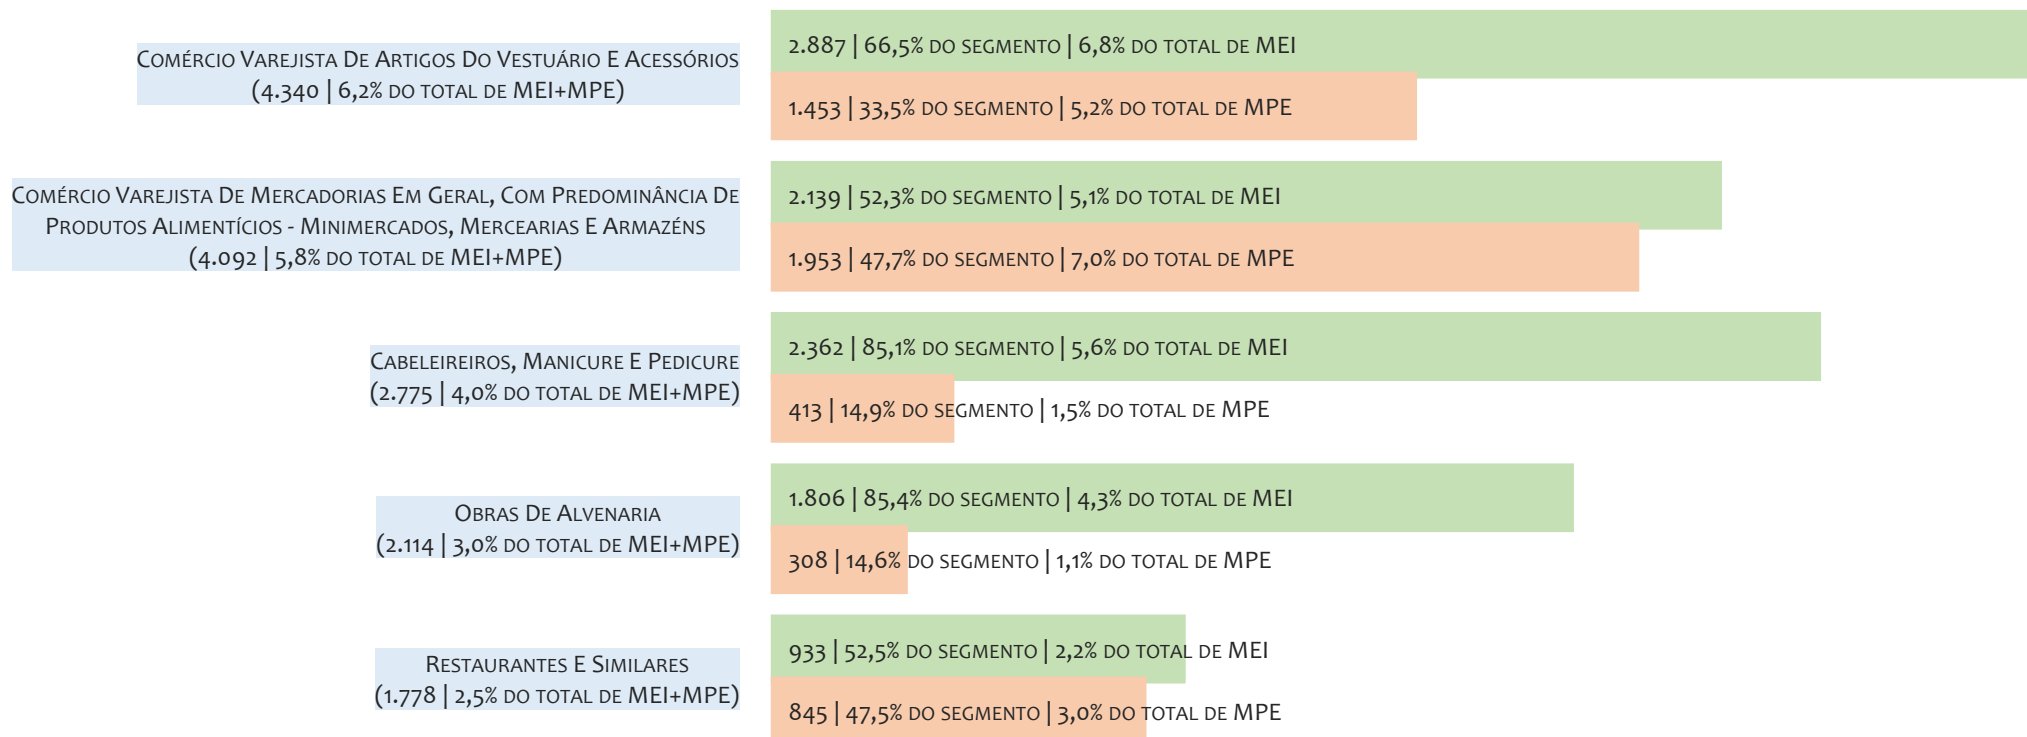 Comércio Varejista De Artigos Do Vestuário E Acessórios
(4.340 | 6,2% do total de MEI+MPE)
2.887 | 66,5% do segmento | 6,8% do total de MEI
1.453 | 33,5% do segmento | 5,2% do total de MPE
Comércio Varejista De Mercadorias Em Geral, Com Predominância De
Produtos Alimentícios - Minimercados, Mercearias E Armazéns
(4.092 | 5,8% do total de MEI+MPE)
2.139 | 52,3% do segmento | 5,1% do total de MEI
1.953 | 47,7% do segmento | 7,0% do total de MPE
Cabeleireiros, Manicure E Pedicure
(2.775 | 4,0% do total de MEI+MPE)
2.362 | 85,1% do segmento | 5,6% do total de MEI
413 | 14,9% do segmento | 1,5% do total de MPE
Obras De Alvenaria
(2.114 | 3,0% do total de MEI+MPE)
1.806 | 85,4% do segmento | 4,3% do total de MEI
308 | 14,6% do segmento | 1,1% do total de MPE
Restaurantes E Similares
(1.778 | 2,5% do total de MEI+MPE)
933 | 52,5% do segmento | 2,2% do total de MEI
845 | 47,5% do segmento | 3,0% do total de MPE